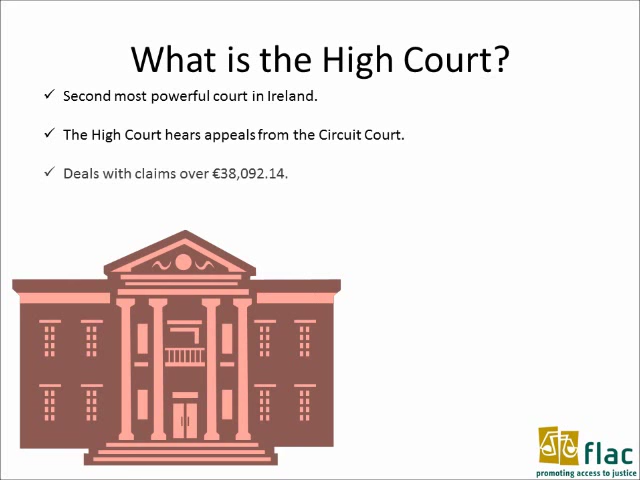 What is the High Court?
Second most powerful court in Ireland.
The High Court hears appeals from the Circuit Court.
Deals with claims over €38,092.14.
flac
promoting access to justice